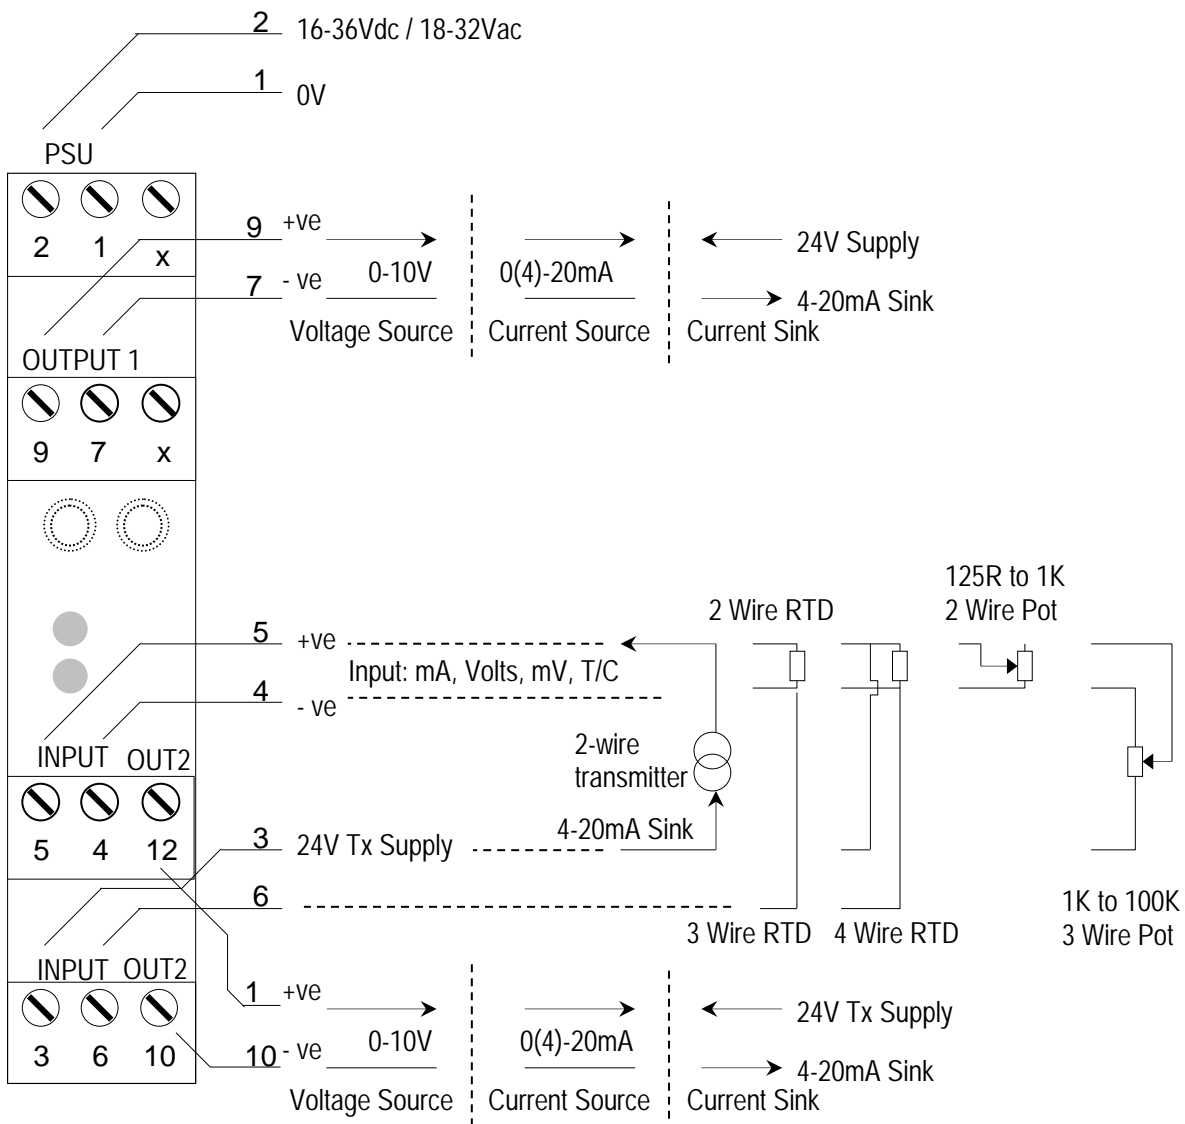 2 16-36Vdc / 18-32Vac
1 0V
PSU
2 1 x
9 +ve
7 - ve
0-10V
0(4)-20mA
24V Supply
4-20mA Sink
Voltage Source
Current Source
Current Sink
OUTPUT 1
9 7 x
125R to 1K
2 Wire Pot
2 Wire RTD
5 +ve
Input: mA, Volts, mV, T/C
4 - ve
2-wire
transmitter
INPUT OUT2
5 4 12
3 24V Tx Supply
4-20mA Sink
6
3 Wire RTD
4 Wire RTD
1K to 100K
3 Wire Pot
INPUT OUT2
3 6 10
1 +ve
10 - ve
0-10V
0(4)-20mA
24V Tx Supply
4-20mA Sink
Voltage Source
Current Source
Current Sink